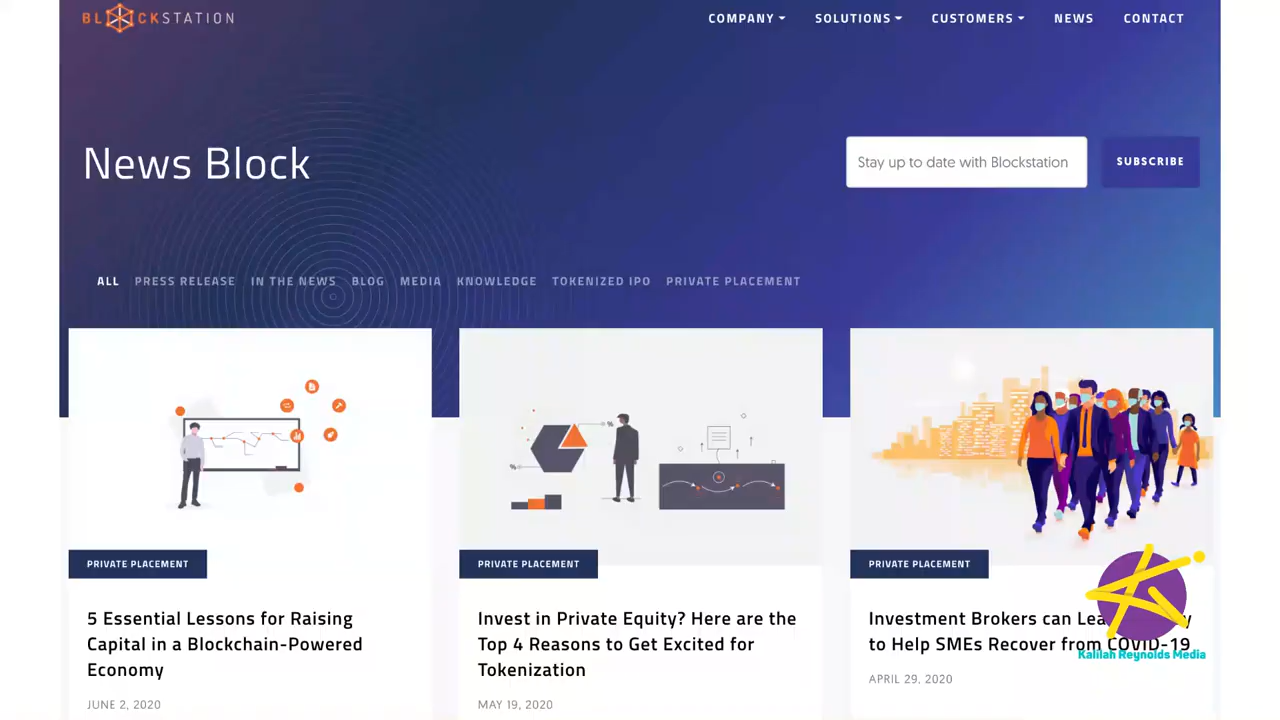 BLOCKSTATION
COMPANY
SOLUTIONS
CUSTOMERS
NEWS
CONTACT
News Block
Stay up to date with Blockstation
SUBSCRIBE
ALL
PRESS RELEASE
IN THE NEWS
BLOG
MEDIA
KNOWLEDGE
TOKENIZED IPO
PRIVATE PLACEMENT
PRIVATE PLACEMENT
5 Essential Lessons for Raising
Capital in a Blockchain-Powered
Economy
JUNE 2, 2020
PRIVATE PLACEMENT
Invest in Private Equity? Here are the
Top 4 Reasons to Get Excited for
Tokenization
MAY 19, 2020
PRIVATE PLACEMENT
Investment Brokers can
to Help SMEs Recover from COVID-19
APRIL 29, 2020
Kalilah Reynolds Media